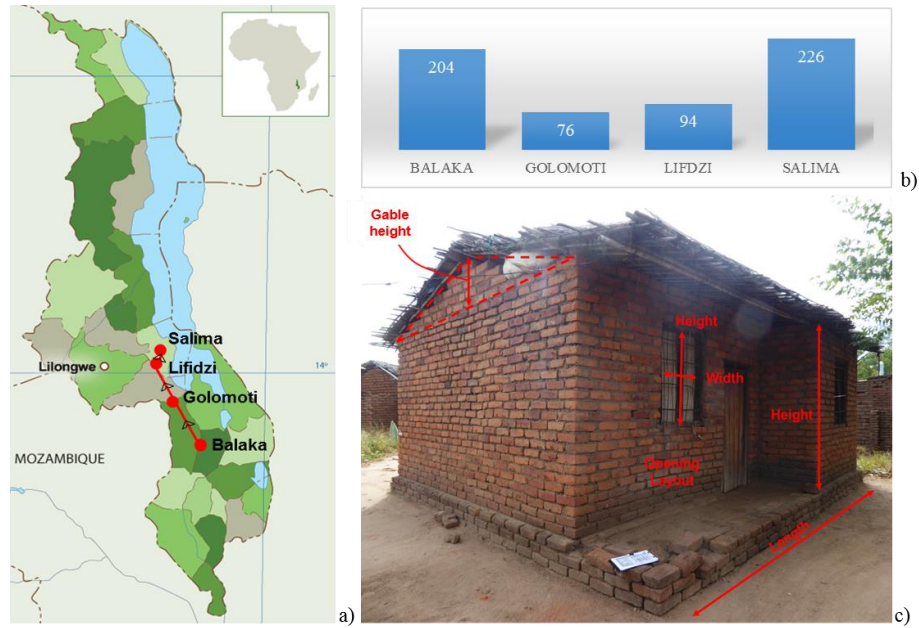 Salima
Lilongwe
Lifidzi
14°
Golomoti
Balaka
MOZAMBIQUE
a)
204
76
94
226
BALAKA
GOLOMOTI
LIFDZI
SALIMA
b)
Gable
height
Height
Width
Height
Opening
Layout
Length
c)